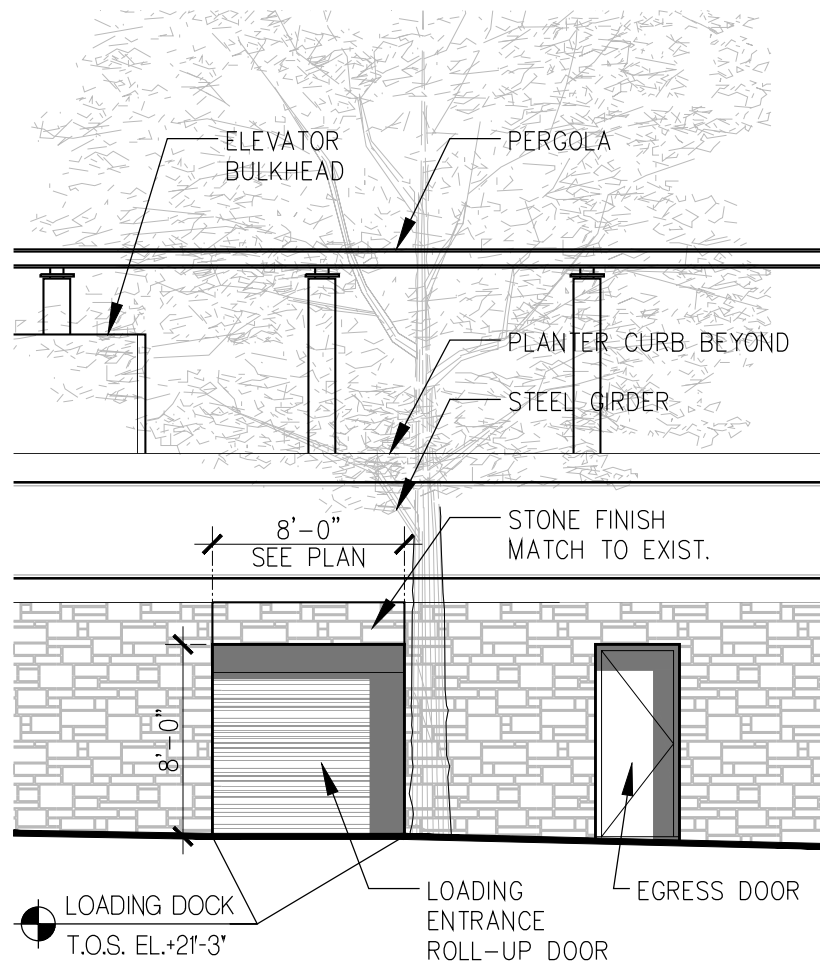 ELEVATOR
BULKHEAD
PERGOLA
PLANTER CURB BEYOND
STEEL GIRDER
8'-0"
SEE PLAN
STONE FINISH
MATCH TO EXIST.
8'-0"
LOADING DOCK
T.O.S. EL.+21'-3"
LOADING
ENTRANCE
ROLL-UP DOOR
EGRESS DOOR